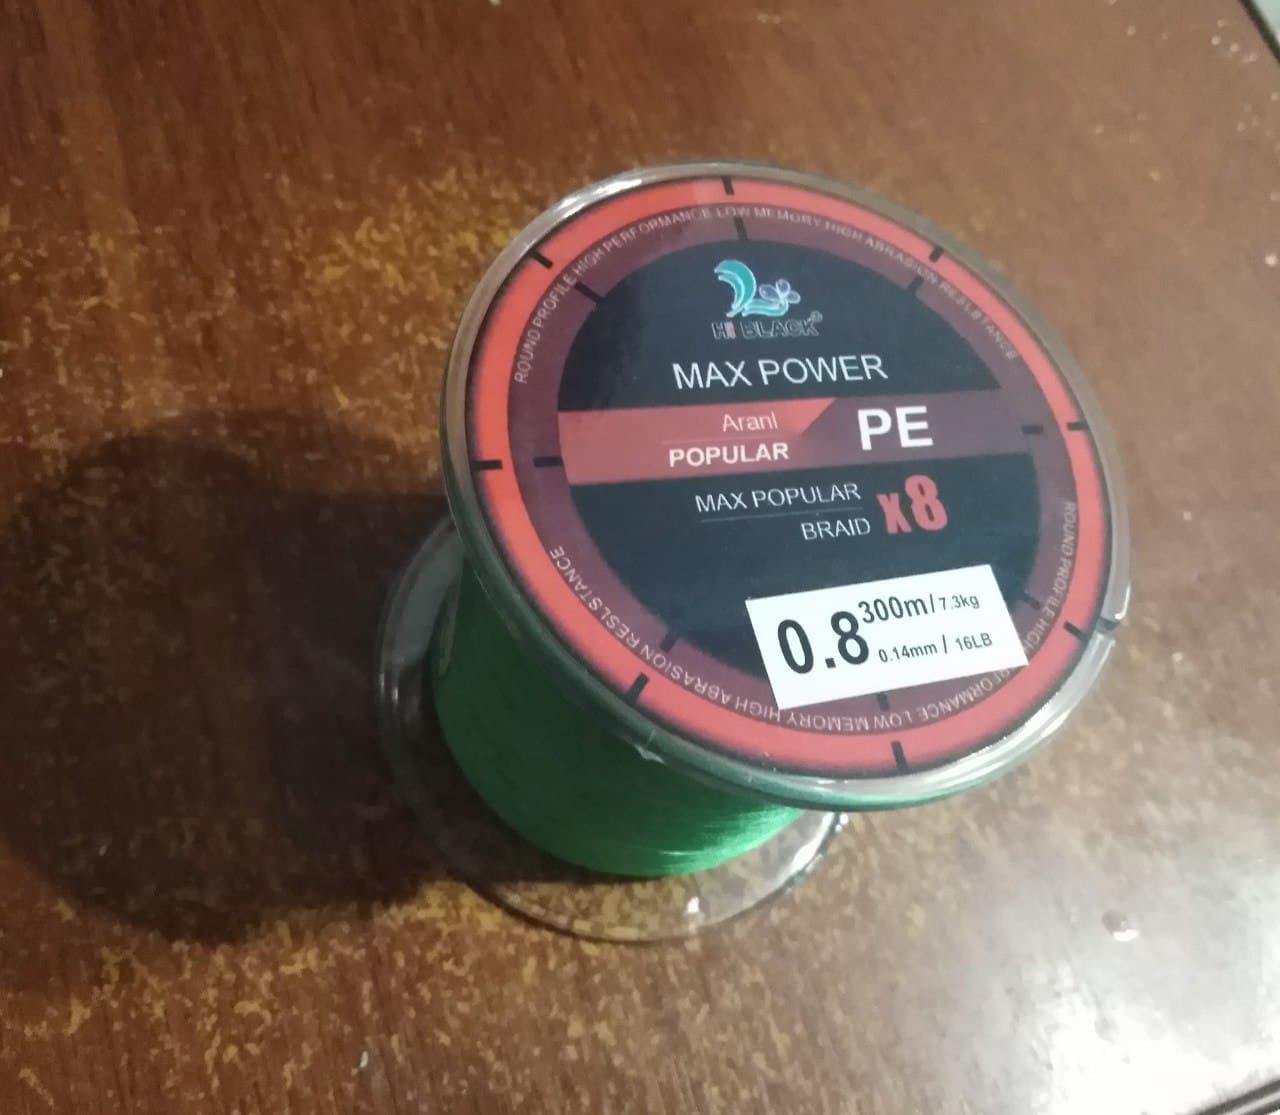 ROUND PROFILE HIGH PERFORMANCE LOW MEMORY HIGH ABRASION RESLSTANCE
Hi BLACK
MAX POWER
Aranl
POPULAR
PE
MAX POPULAR
BRAID
x8
0.8
300m/7.3kg
0.14mm / 16LB
ROUND PROFILE HIGH LOW MEMORY HIGH ABRASION RESLSTANCE